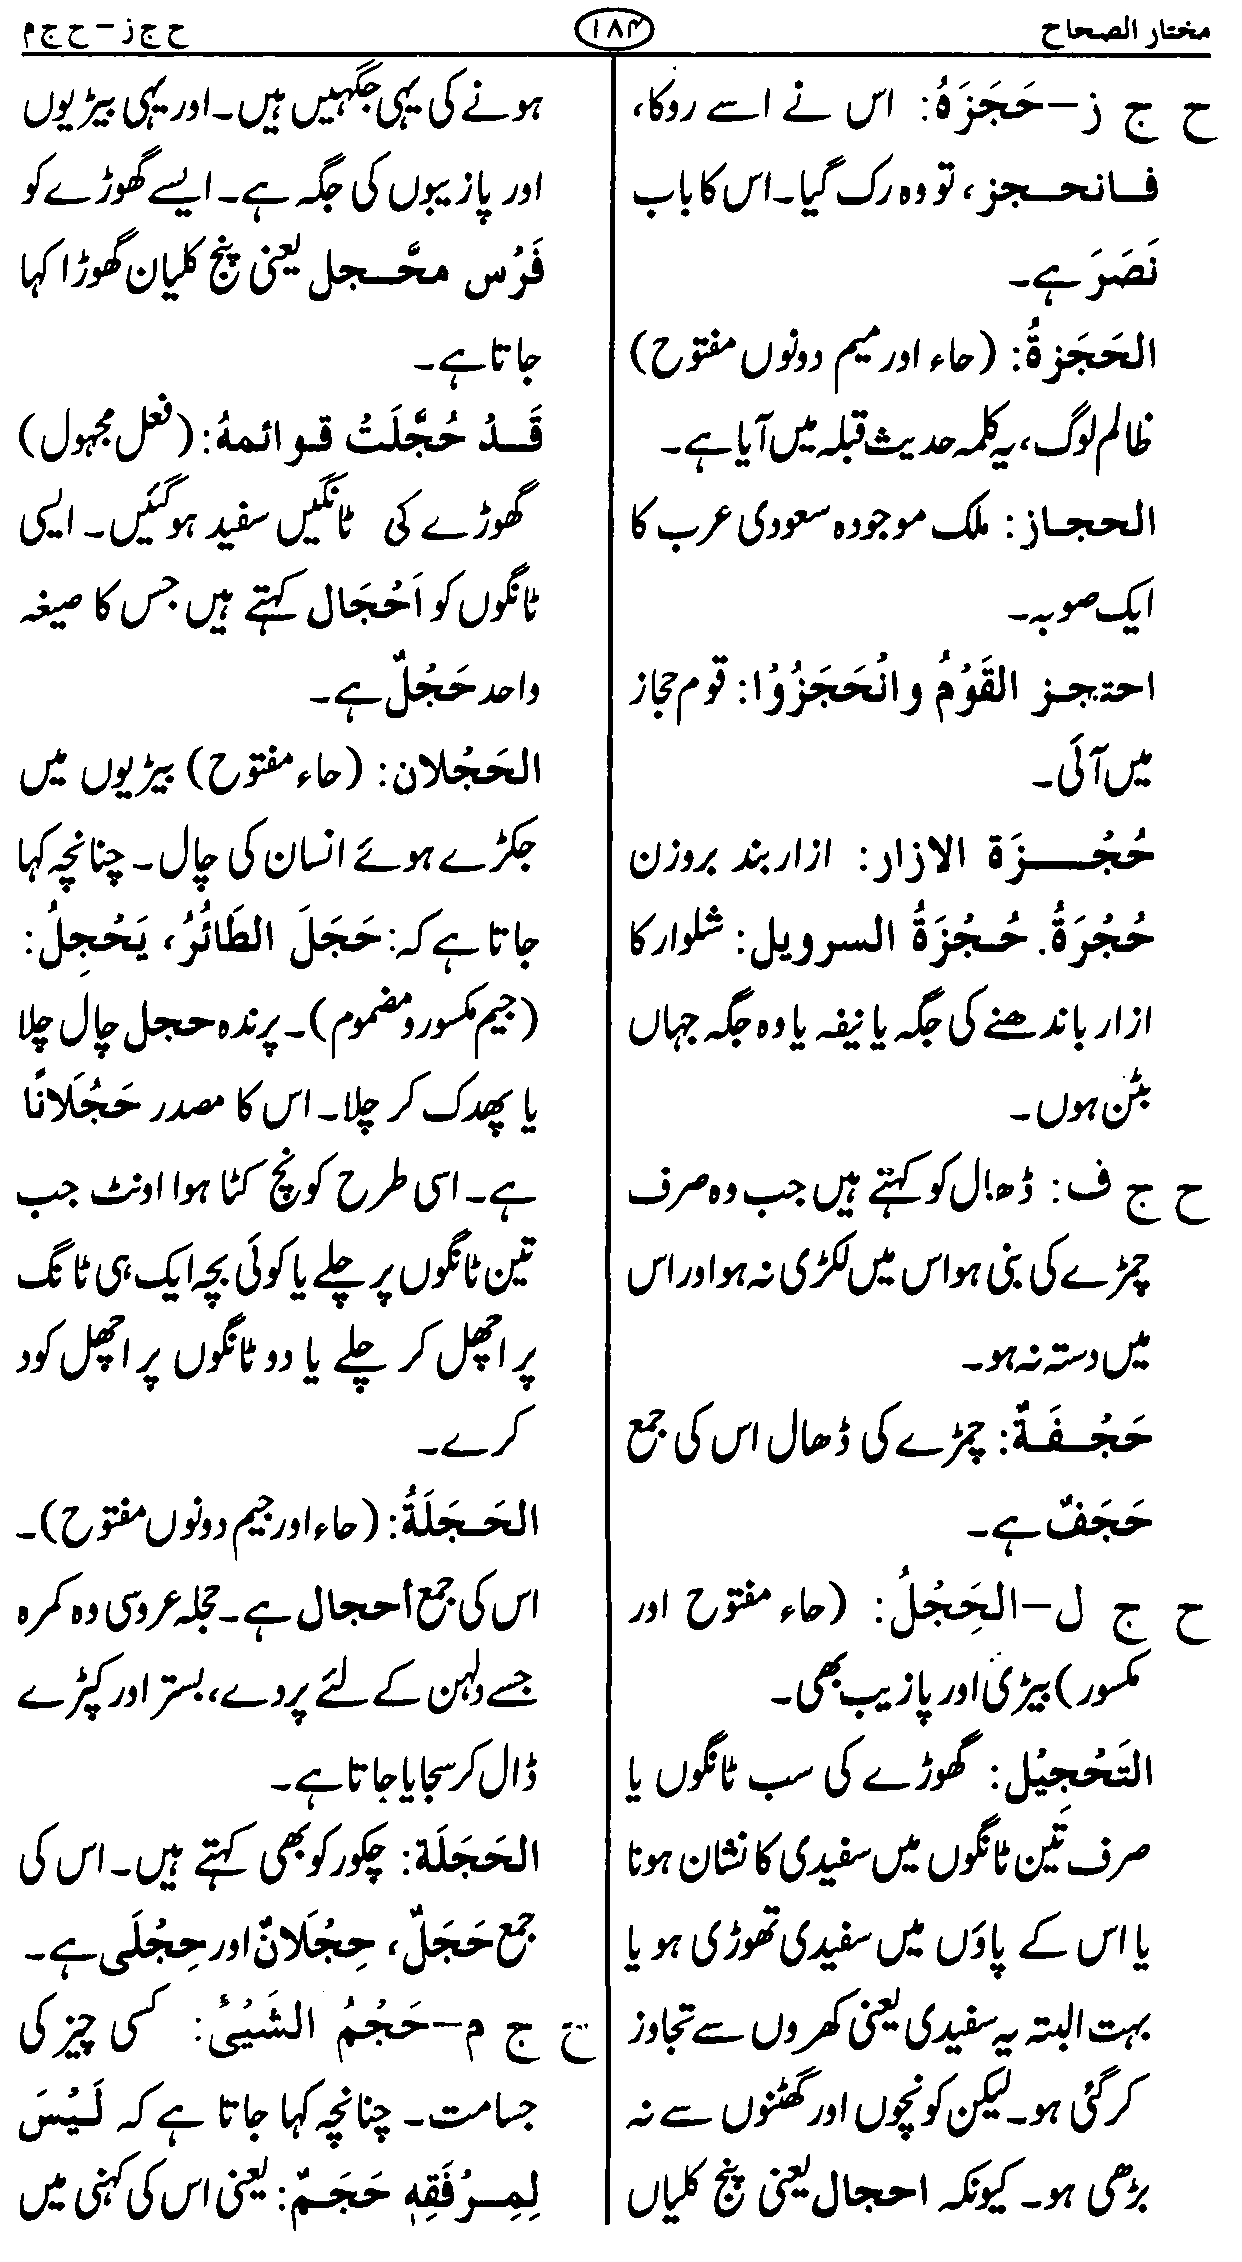 مختار الصحاح
۱۸۴
ح ج ز – ح ج م
ح ج ز – حَجَزَهُ: اس نے اسے روکا،
فانحجز، تو وہ رک گیا۔ اس کا باب
نَصَرَ ہے۔
الحَجَزةُ: (حاء اور میم دونوں مفتوح)
ظالم لوگ، یہ کلمہ حدیث قبلہ میں آیا ہے۔
الحجاز: ملک موجودہ سعودی عرب کا
ایک صوبہ۔
احتجز القَوْمُ وانْحَجَزُوْا: قوم حجاز
میں آئی۔
حُجْزَة الازار: ازار بند بروزن
حُجْرَةُ. حُجْزَةُ السرویل: شلوار کا
ازار باندھنے کی جگہ یا نیفہ یا وہ جگہ جہاں
بٹن ہوں۔
ح ج ف: ڈھال کو کہتے ہیں جب وہ صرف
چمڑے کی بنی ہو اس میں لکڑی نہ ہو اور اس
میں دستہ نہ ہو۔
حَجْفَةٌ: چمڑے کی ڈھال اس کی جمع
حَجَفٌ ہے۔
ح ج ل – الحَِجْلُ: (حاء مفتوح اور
مکسور) بیڑی اور پازیب بھی۔
التَحْجِیْل: گھوڑے کی سب ٹانگوں یا
صرف تین ٹانگوں میں سفیدی کا نشان ہونا
یا اس کے پاؤں میں سفیدی تھوڑی ہو یا
بہت البتہ یہ سفیدی یعنی کھروں سے تجاوز
کر گئی ہو۔ لیکن کونچوں اور گھٹنوں سے نہ
بڑھی ہو۔ کیونکہ احجال یعنی پنج کلیاں
ہونے کی یہی جگہیں ہیں۔ اور یہی بیڑیوں
اور پازیبوں کی جگہ ہے۔ ایسے گھوڑے کو
فَرُس محَّجل یعنی پنج کلیان گھوڑا کہا
جاتا ہے۔
قَدْ حُجَّلَتْ قوائمهُ: (فعل مجہول)
گھوڑے کی ٹانگیں سفید ہو گئیں۔ ایسی
ٹانگوں کو اَحْجَال کہتے ہیں جس کا صیغہ
واحد حَجْلٌ ہے۔
الحَجْلان: (حاء مفتوح) بیڑیوں میں
جکڑے ہوئے انسان کی چال۔ چنانچہ کہا
جاتا ہے کہ: حَجَلَ الطَائُرُ، یَحْجِلُ:
(جیم مکسور و مضموم)۔ پرندہ حجل چال چلا
یا پھدک کر چلا۔ اس کا مصدر حَجْلَانًا
ہے۔ اسی طرح کونچ کٹا ہوا اونٹ جب
تین ٹانگوں پر چلے یا کوئی بچہ ایک ہی ٹانگ
پر اچھل کر چلے یا دو ٹانگوں پر اچھل کود
کرے۔
الحَجَلَةُ: (حاء اور جیم دونوں مفتوح)۔
اس کی جمع أحجال ہے۔ حجلہ عروسی وہ کمرہ
جسے دلہن کے لئے پردے، بستر اور کپڑے
ڈال کر سجایا جاتا ہے۔
الحَجَلَة: چکور کو بھی کہتے ہیں۔ اس کی
جمع حَجَلٌ، حِجْلَانٌ اور حِجْلَی ہے۔
ح ج م – حَجْمُ الشَیْیُٔ: کسی چیز کی
جسامت۔ چنانچہ کہا جاتا ہے کہ لَیْسَ
لِمِرْفَقِهٖ حَجَمٌ: یعنی اس کی کہنی میں